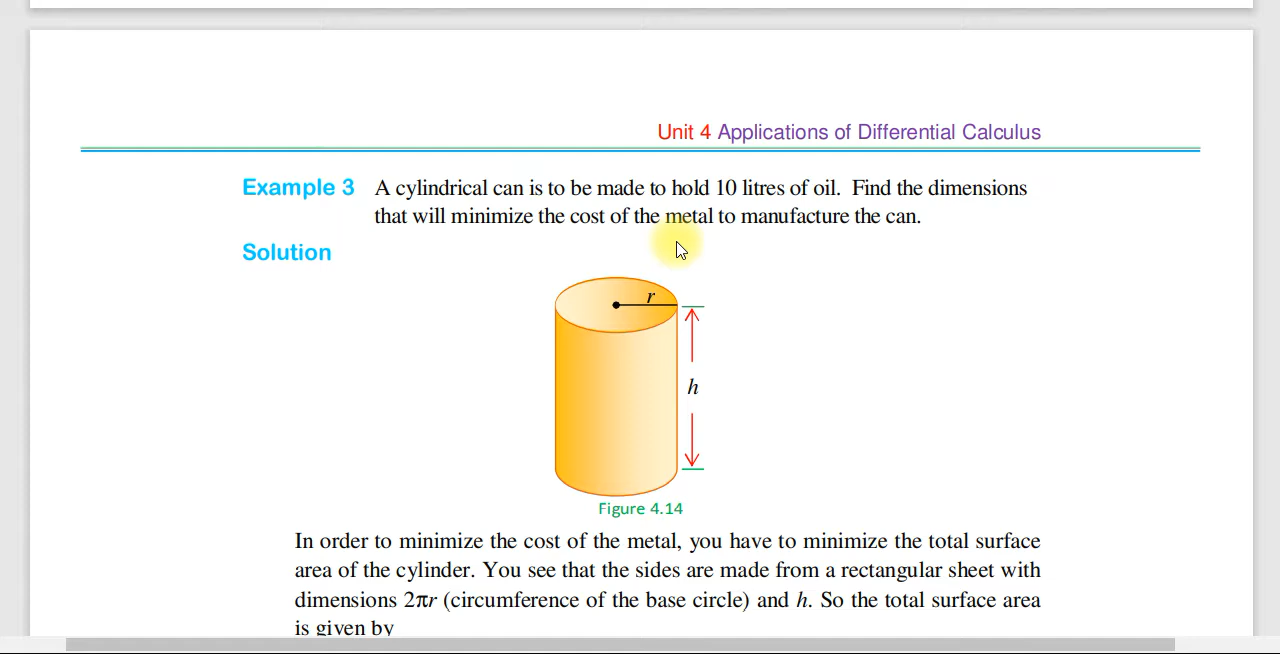 Unit 4 Applications of Differential Calculus
Example 3 A cylindrical can is to be made to hold 10 litres of oil. Find the dimensions
that will minimize the cost of the metal to manufacture the can.
Solution
r
h
Figure 4.14
In order to minimize the cost of the metal, you have to minimize the total surface
area of the cylinder. You see that the sides are made from a rectangular sheet with
dimensions 2πr (circumference of the base circle) and h. So the total surface area
is given by